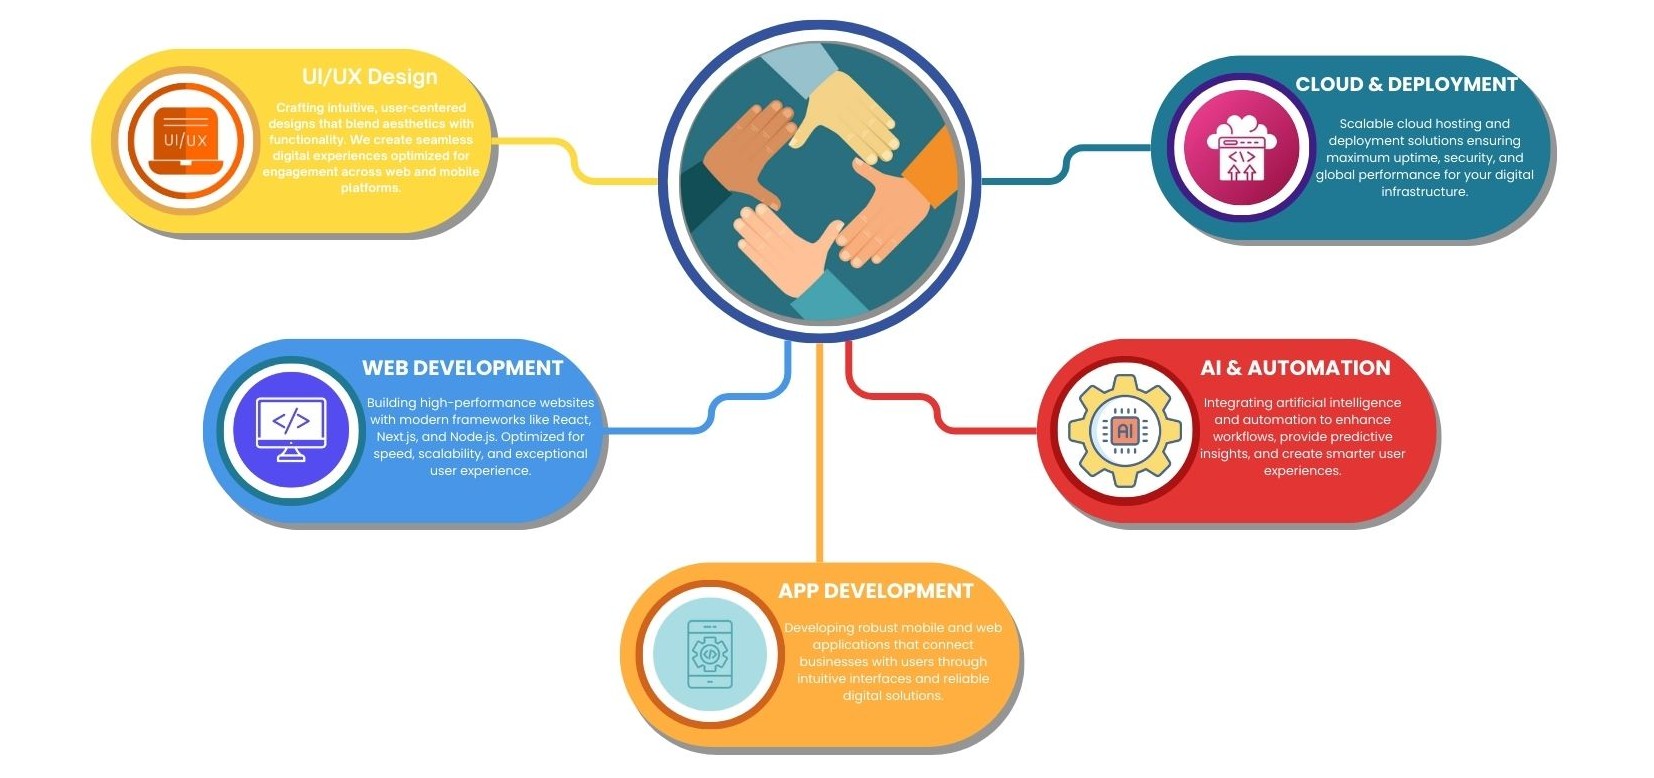 UI/UX Design
UI/UX
Crafting intuitive, user-centered
designs that blend aesthetics with
functionality. We create seamless
digital experiences optimized for
engagement across web and mobile
platforms.
CLOUD & DEPLOYMENT
Scalable cloud hosting and
deployment solutions ensuring
maximum uptime, security, and
global performance for your digital
infrastructure.
WEB DEVELOPMENT
Building high-performance websites
with modern frameworks like React,
Next.js, and Node.js. Optimized for
speed, scalability, and exceptional
user experience.
AI & AUTOMATION
AI
Integrating artificial intelligence
and automation to enhance
workflows, provide predictive
insights, and create smarter user
experiences.
APP DEVELOPMENT
Developing robust mobile and web
applications that connect
businesses with users through
intuitive interfaces and reliable
digital solutions.